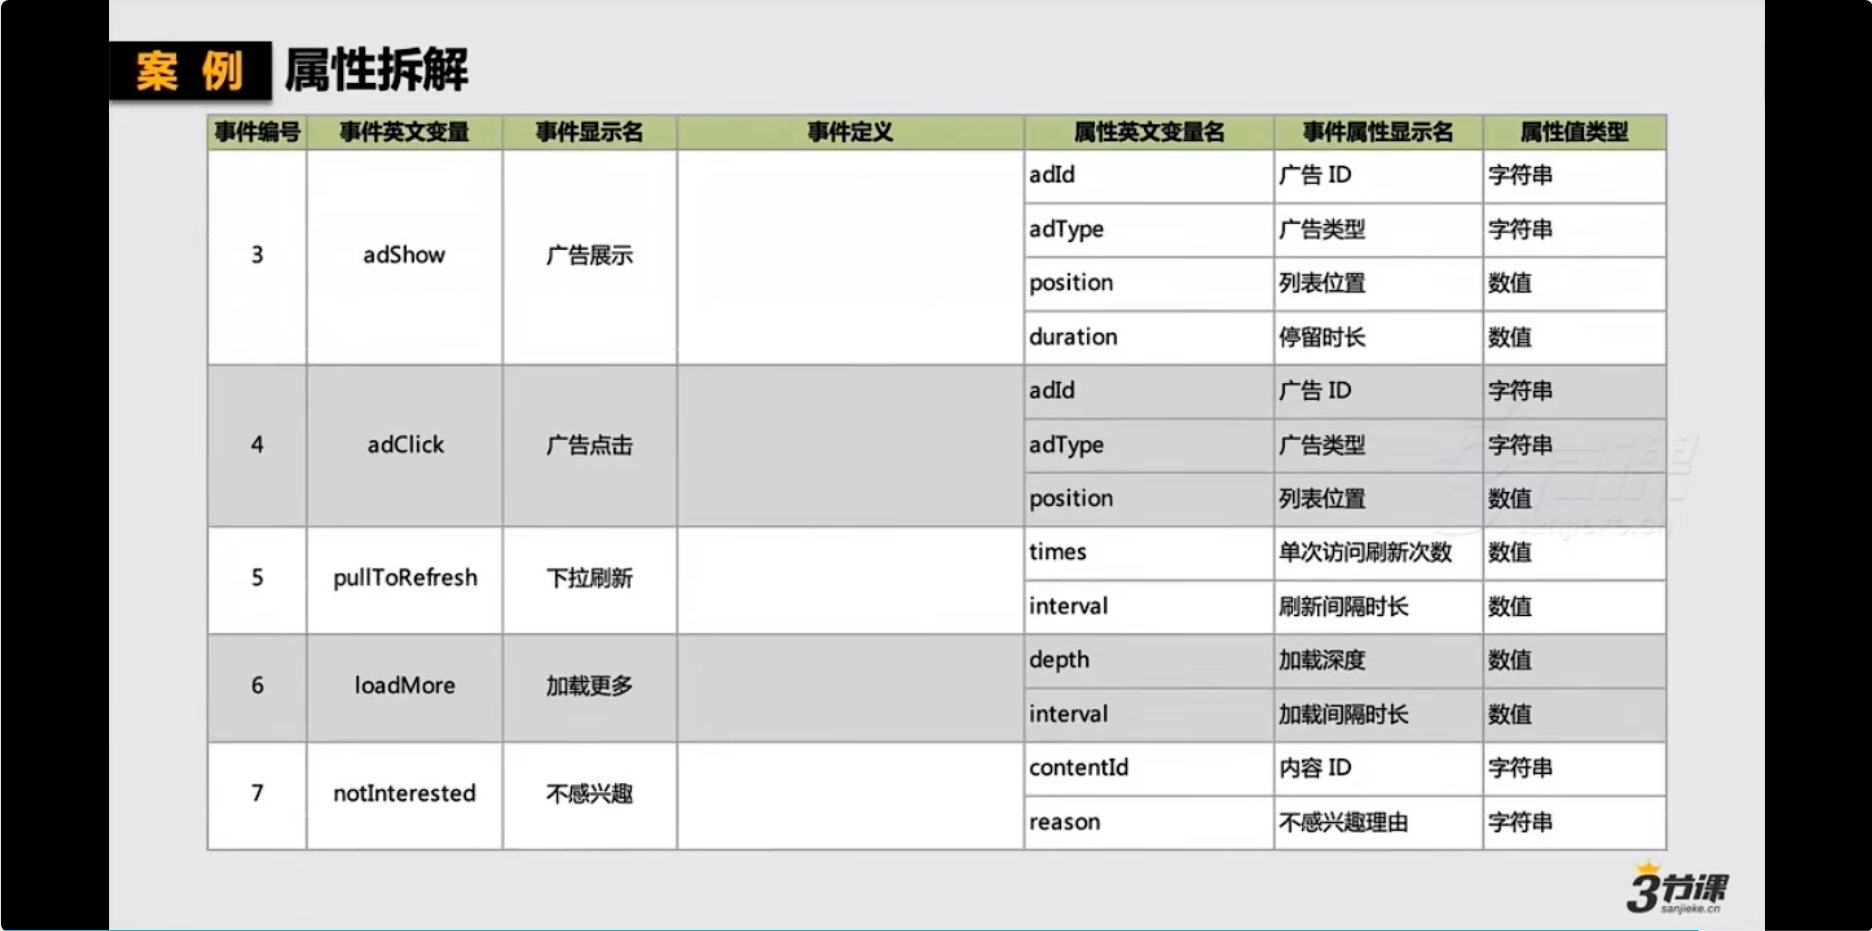 案 例 属性拆解
事件编号 事件英文变量 事件显示名 事件定义 属性英文变量名 事件属性显示名 属性值类型
3 adShow 广告展示 adId 广告 ID 字符串
adType 广告类型 字符串
position 列表位置 数值
duration 停留时长 数值
4 adClick 广告点击 adId 广告 ID 字符串
adType 广告类型 字符串
position 列表位置 数值
5 pullToRefresh 下拉刷新 times 单次访问刷新次数 数值
interval 刷新间隔时长 数值
6 loadMore 加载更多 depth 加载深度 数值
interval 加载间隔时长 数值
7 notInterested 不感兴趣 contentId 内容 ID 字符串
reason 不感兴趣理由 字符串
3节课
sanjieke.cn
3节课
sanjieke.cn